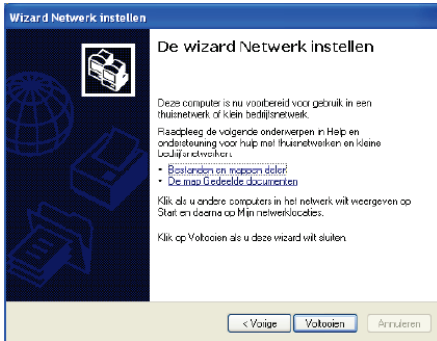 Wizard Netwerk instellen
De wizard Netwerk instellen
Deze computer is nu voorbereid voor gebruik in een
thuisnetwerk of klein bedrijfsnetwerk.
Raadpleeg de volgende onderwerpen in Help en
ondersteuning voor hulp met thuisnetwerken en kleine
bedrijfsnetwerken.
• Bestanden en mappen delen
• De map Gedeelde documenten
Klik als u andere computers in het netwerk wilt weergeven op
Start en daarna op Mijn netwerklocaties.
Klik op Voltooien als u deze wizard wilt sluiten.
< Vorige
Voltooien
Annuleren